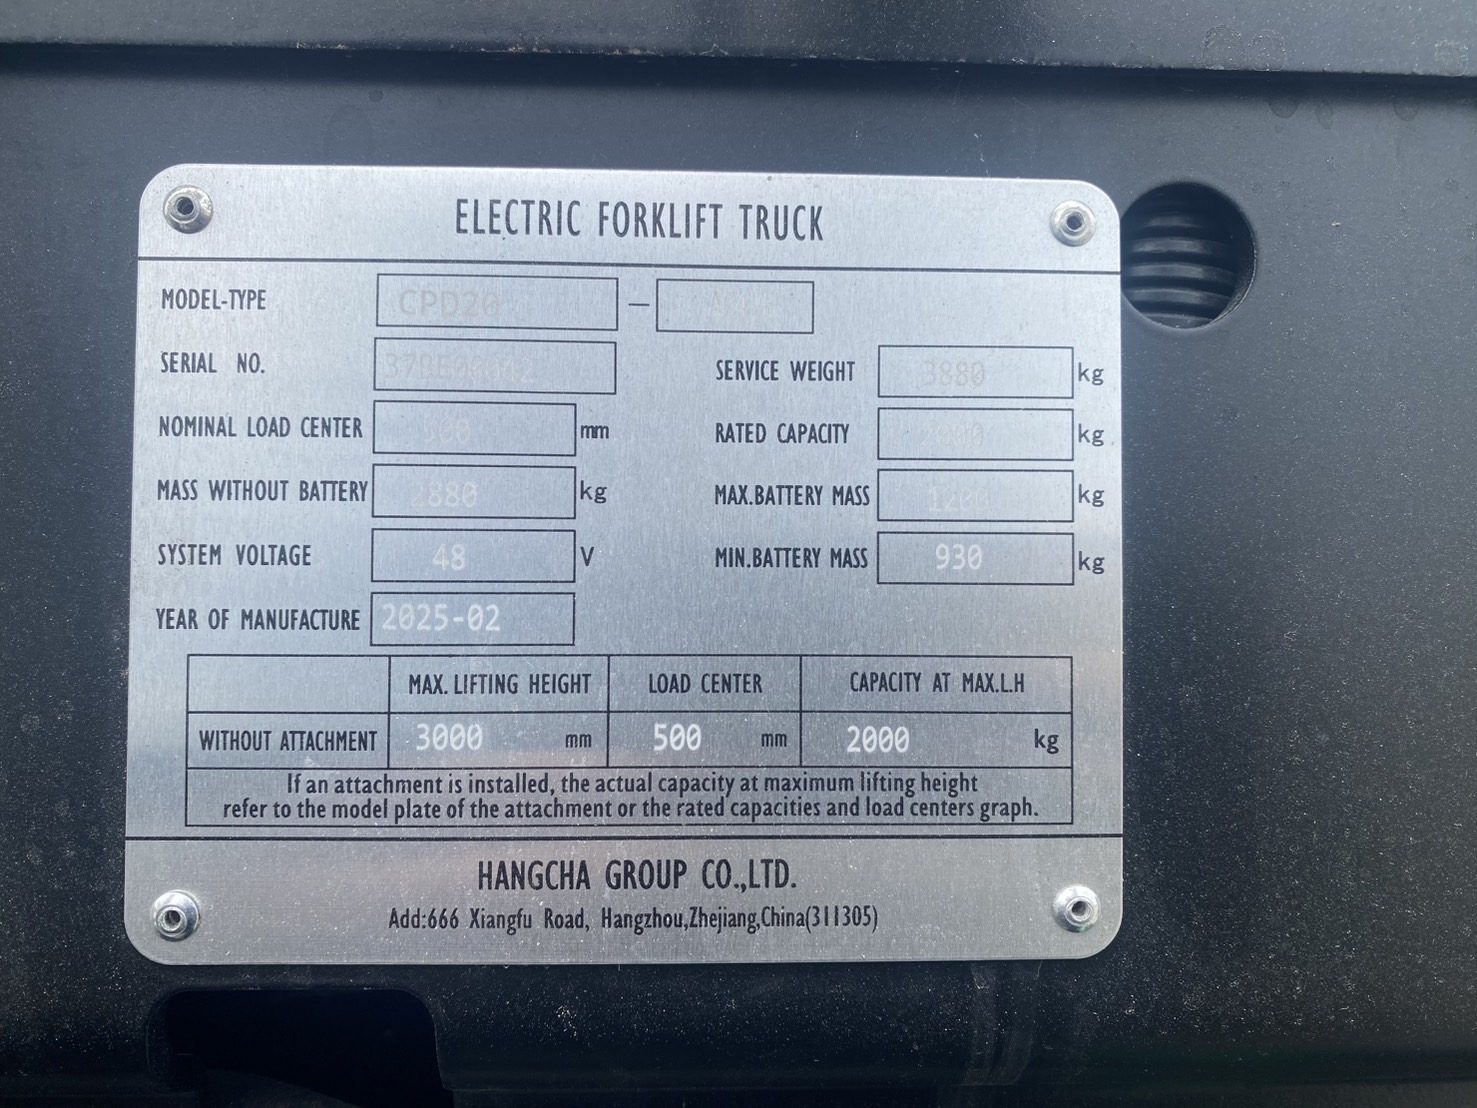 ELECTRIC FORKLIFT TRUCK
MODEL-TYPE CPD20 -
SERIAL NO.
SERVICE WEIGHT 3880 kg
NOMINAL LOAD CENTER 500 mm
RATED CAPACITY kg
MASS WITHOUT BATTERY 2880 kg
MAX.BATTERY MASS kg
SYSTEM VOLTAGE 48 V
MIN.BATTERY MASS 930 kg
YEAR OF MANUFACTURE 2025-02
MAX. LIFTING HEIGHT LOAD CENTER CAPACITY AT MAX.L.H
WITHOUT ATTACHMENT 3000 mm 500 mm 2000 kg
If an attachment is installed, the actual capacity at maximum lifting height
refer to the model plate of the attachment or the rated capacities and load centers graph.
HANGCHA GROUP CO.,LTD.
Add:666 Xiangfu Road, Hangzhou,Zhejiang,China(311305)